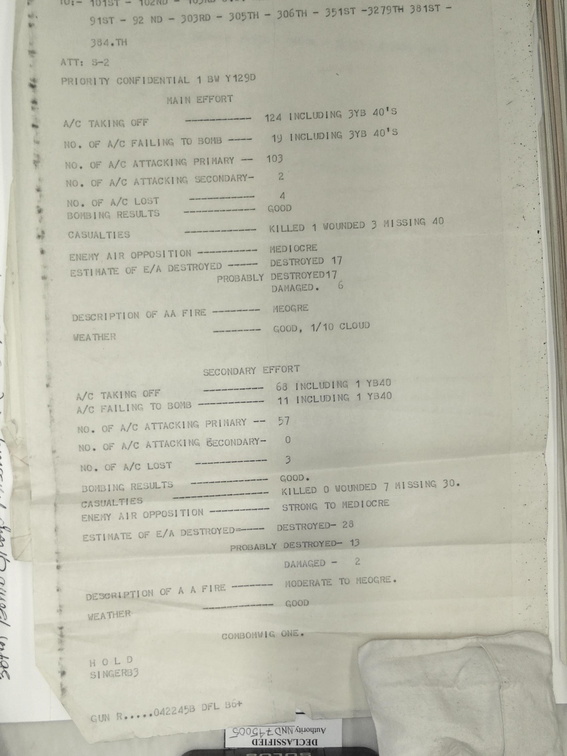 TO:- 101ST - 102ND - 103RD
91ST - 92 ND - 303RD - 305TH - 306TH - 351ST -3279TH 381ST -
384.TH
ATT: S-2
PRIORITY CONFIDENTIAL 1 BW Y129D
MAIN EFFORT
A/C TAKING OFF ---------- 124 INCLUDING 3YB 40'S
NO. OF A/C FAILING TO BOMB ---- 19 INCLUDING 3YB 40'S
NO. OF A/C ATTACKING PRIMARY -- 103
NO. OF A/C ATTACKING SECONDARY- 2
NO. OF A/C LOST ----------- 4
BOMBING RESULTS ----------- GOOD
CASUALTIES ----------- KILLED 1 WOUNDED 3 MISSING 40
ENEMY AIR OPPOSITION ---------- MEDIOCRE
ESTIMATE OF E/A DESTROYED ----- DESTROYED 17
PROBABLY DESTROYED17
DAMAGED. 6
DESCRIPTION OF AA FIRE -------- MEOGRE
WEATHER -------- GOOD, 1/10 CLOUD
SECONDARY EFFORT
A/C TAKING OFF ----------- 68 INCLUDING 1 YB40
A/C FAILING TO BOMB ---------- 11 INCLUDING 1 YB40
NO. OF A/C ATTACKING PRIMARY -- 57
NO. OF A/C ATTACKING SECONDARY- 0
NO. OF A/C LOST ----------- 3
BOMBING RESULTS ----------- GOOD.
CASUALTIES --------------- KILLED 0 WOUNDED 7 MISSING 30.
ENEMY AIR OPPOSITION ---------- STRONG TO MEDIOCRE
ESTIMATE OF E/A DESTROYED------ DESTROYED- 28
PROBABLY DESTROYED- 13
DAMAGED - 2
DESCRIPTION OF A A FIRE ------- MODERATE TO MEOGRE.
WEATHER ----------- GOOD
COMBOMWIG ONE.
H O L D
SINGER83
GUN R.....042245B DFL B6+
DECLASSIFIED
Authority NND745005